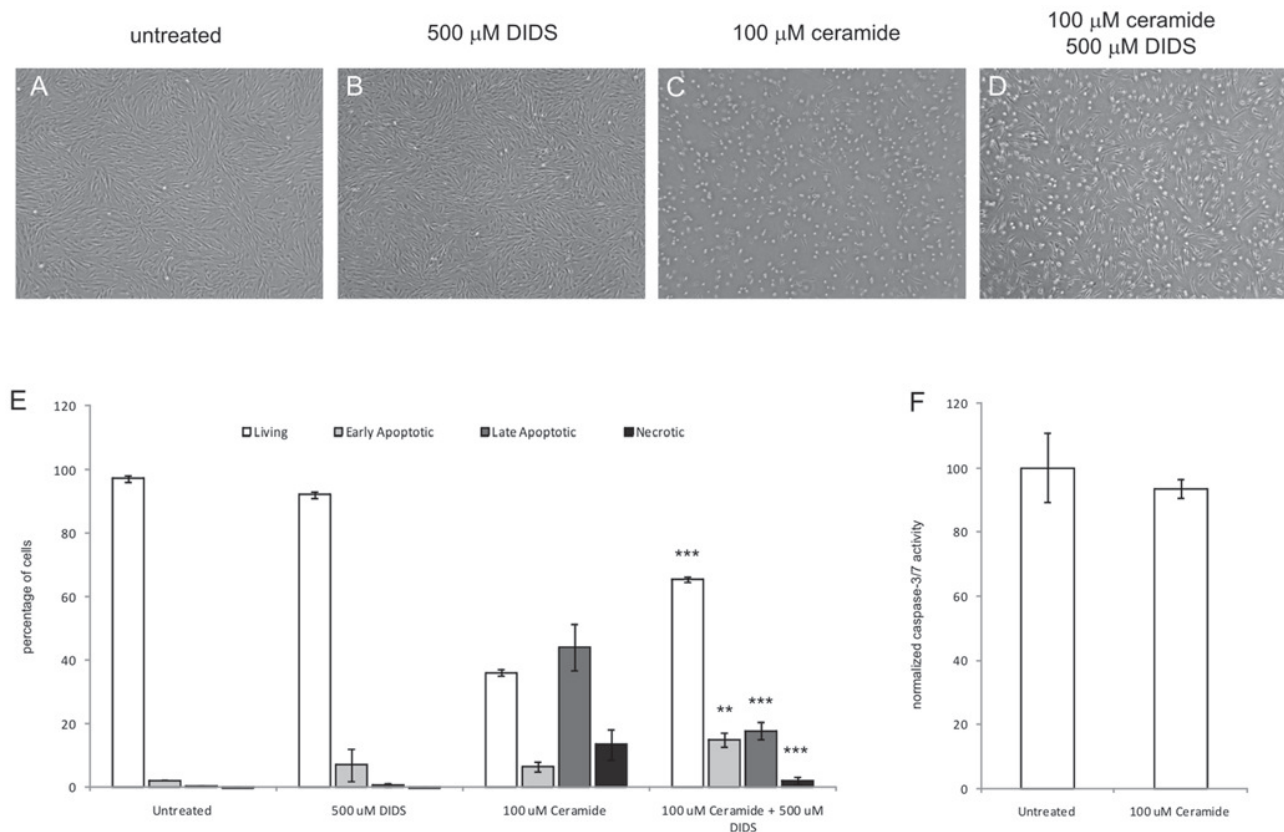 untreated
500 μM DIDS
100 μM ceramide
100 μM ceramide
500 μM DIDS
A
B
C
D
E
120
100
80
60
40
20
0
percentage of cells
Living
Early Apoptotic
Late Apoptotic
Necrotic
***
**
***
***
Untreated
500 uM DIDS
100 uM Ceramide
100 uM Ceramide + 500 uM
DIDS
F
120
100
80
60
40
20
0
normalized caspase-3/7 activity
Untreated
100 uM Ceramide